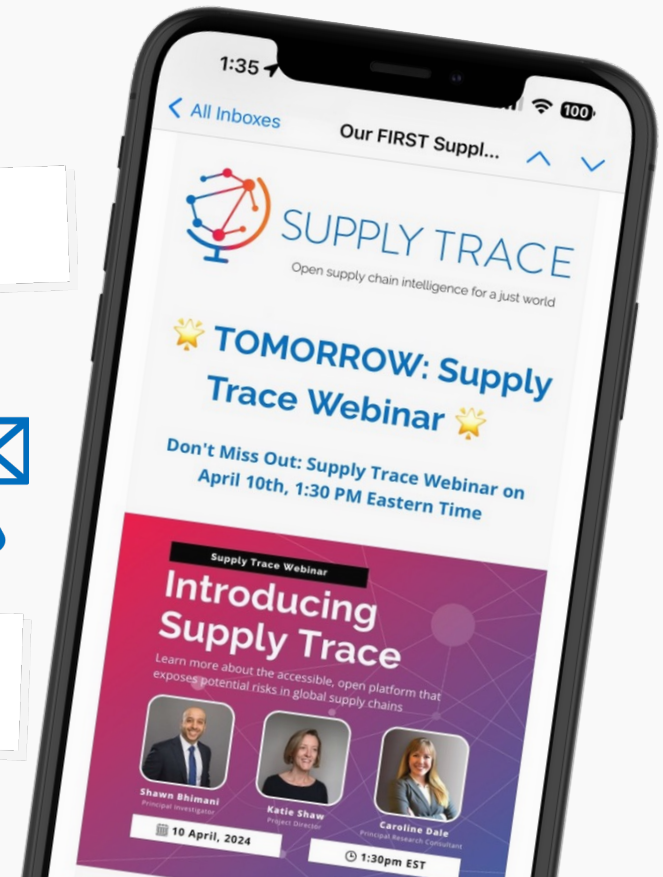 1:35
100
All Inboxes
Our FIRST Suppl...
SUPPLY TRACE
Open supply chain intelligence for a just world
TOMORROW: Supply
Trace Webinar
Don't Miss Out: Supply Trace Webinar on
April 10th, 1:30 PM Eastern Time
Supply Trace Webinar
Introducing
Supply Trace
Learn more about the accessible, open platform that
exposes potential risks in global supply chains
Shawn Bhimani
Principal Investigator
Katie Shaw
Project Director
Caroline Dale
Principal Research Consultant
10 April, 2024
1:30pm EST